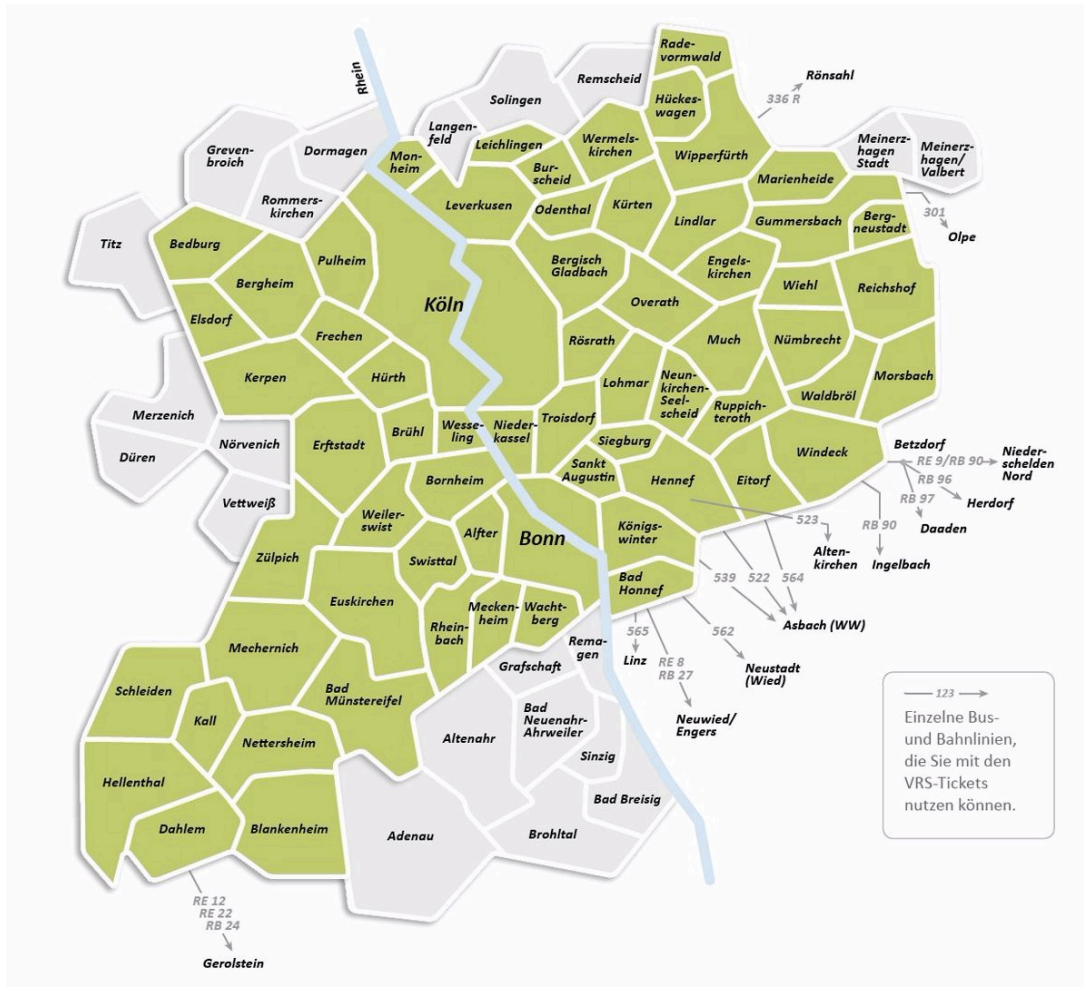 Rhein
Rade-
vormwald
Remscheid
Solingen
Rönsahl
336 R
Hückes-
wagen
Langen-
feld
Leichlingen
Wermels-
kirchen
Wipperfürth
Meinerz-
hagen
Stadt
Meinerz-
hagen/
Valbert
Greven-
broich
Dormagen
Mon-
heim
Bur-
scheid
Marienheide
Rommers-
kirchen
Leverkusen
Odenthal
Kürten
Lindlar
Gummersbach
Berg-
neustadt
301
Olpe
Titz
Bedburg
Pulheim
Bergheim
Bergisch
Gladbach
Engels-
kirchen
Wiehl
Reichshof
Köln
Overath
Elsdorf
Frechen
Rösrath
Much
Nümbrecht
Kerpen
Hürth
Lohmar
Neun-
kirchen-
Seel-
scheid
Morsbach
Waldbröl
Ruppich-
teroth
Merzenich
Düren
Nörvenich
Erftstadt
Brühl
Wesse-
ling
Nieder-
kassel
Troisdorf
Siegburg
Sankt
Augustin
Hennef
Eitorf
Windeck
Betzdorf
RE 9/RB 90
Nieder-
schelden
Nord
RB 96
Herdorf
RB 97
Daaden
RB 90
Ingelbach
Vettweiß
Bornheim
Weiler-
swist
Alfter
Bonn
Königs-
winter
523
Alten-
kirchen
Zülpich
Swisttal
Bad
Honnef
539
522
564
Asbach (WW)
Euskirchen
Rhein-
bach
Mecken-
heim
Wacht-
berg
Rema-
gen
565
Linz
RE 8
RB 27
Neuwied/
Engers
562
Neustadt
(Wied)
Mechernich
Grafschaft
Schleiden
Bad
Münstereifel
Kall
Nettersheim
Altenahr
Bad
Neuenahr-
Ahrweiler
Sinzig
Hellenthal
Bad Breisig
Dahlem
Blankenheim
Adenau
Brohltal
RE 12
RE 22
RB 24
Gerolstein
123
Einzelne Bus-
und Bahnlinien,
die Sie mit den
VRS-Tickets
nutzen können.